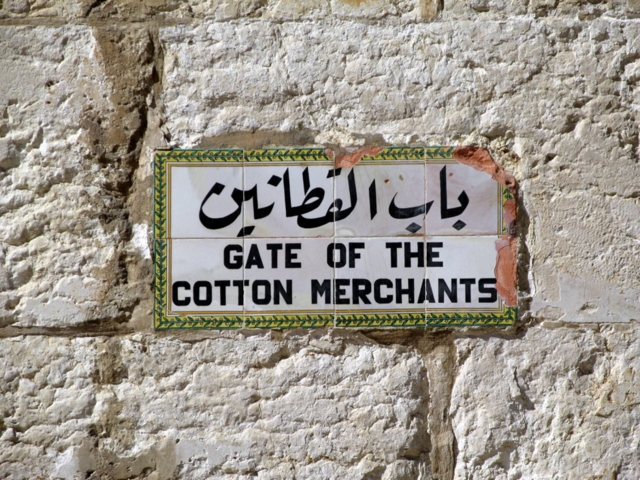 باب القطانين
GATE OF THE
COTTON MERCHANTS